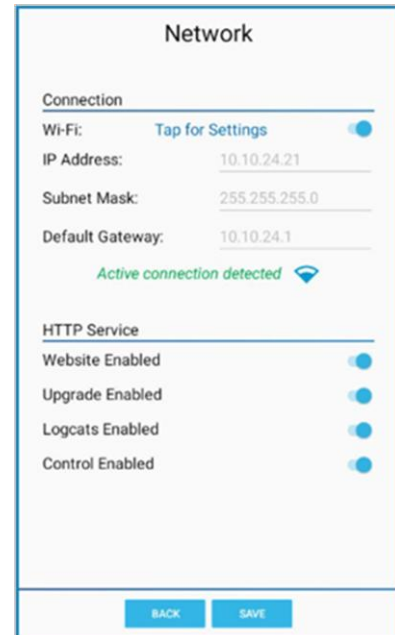 Network
Connection
Wi-Fi: Tap for Settings
IP Address: 10.10.24.21
Subnet Mask: 255.255.255.0
Default Gateway: 10.10.24.1
Active connection detected
HTTP Service
Website Enabled
Upgrade Enabled
Logcats Enabled
Control Enabled
BACK SAVE